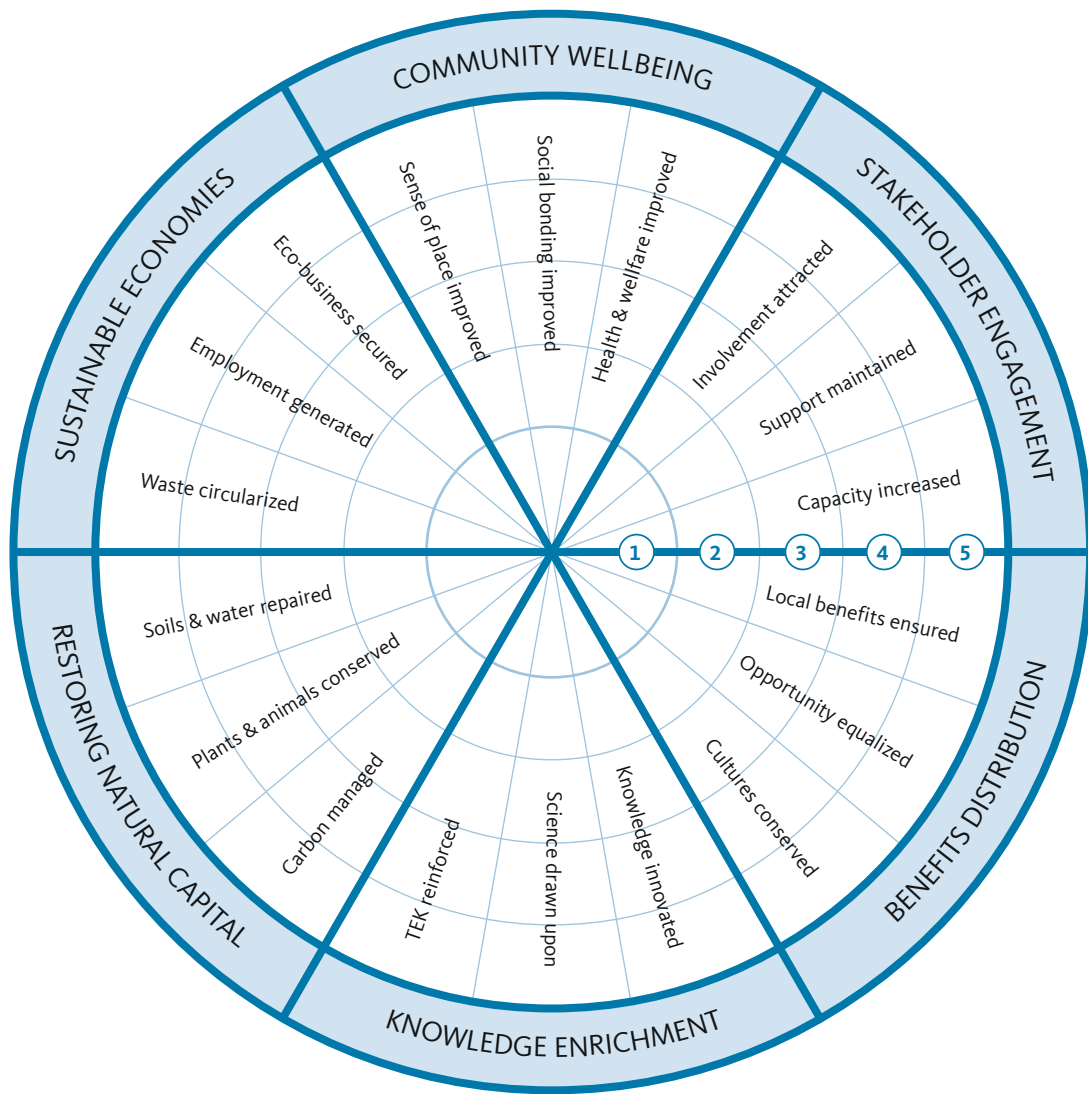 COMMUNITY WELLBEING
Sense of place improved
Social bonding improved
Health & wellfare improved
STAKEHOLDER ENGAGEMENT
Involvement attracted
Support maintained
Capacity increased
1 2 3 4 5
BENEFITS DISTRIBUTION
Local benefits ensured
Opportunity equalized
Cultures conserved
KNOWLEDGE ENRICHMENT
Knowledge innovated
Science drawn upon
TEK reinforced
RESTORING NATURAL CAPITAL
Carbon managed
Plants & animals conserved
Soils & water repaired
SUSTAINABLE ECONOMIES
Waste circularized
Employment generated
Eco-business secured